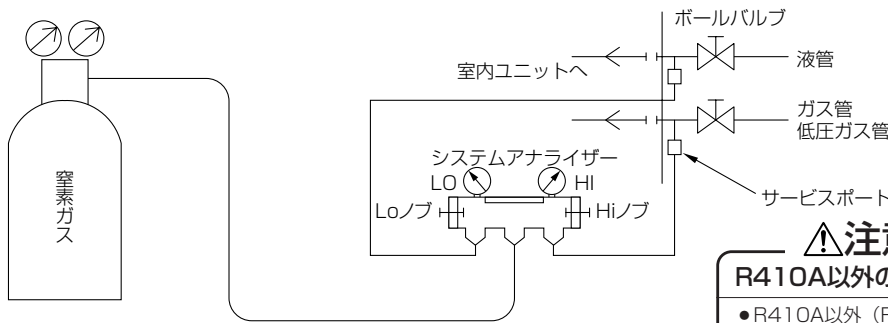 ボールバルブ
液管
室内ユニットへ
ガス管
低圧ガス管
システムアナライザー
LO
HI
Loノブ
Hiノブ
サービスポート
窒素ガス
注意
R410A以外の
●R410A以外